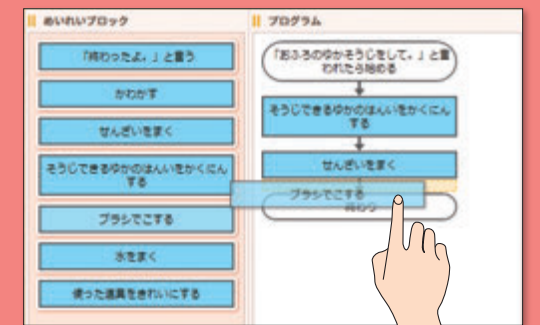 めいれいブロック
「終わったよ。」と言う
かわかす
せんざいをまく
そうじできるゆかのはんいをかくにん
する
ブラシでこする
水をまく
使った道具をきれいにする
プログラム
「おふろのゆかそうじをして。」と言
われたら始める
そうじできるゆかのはんいをかくにん
する
せんざいをまく
ブラシでこする
終わり